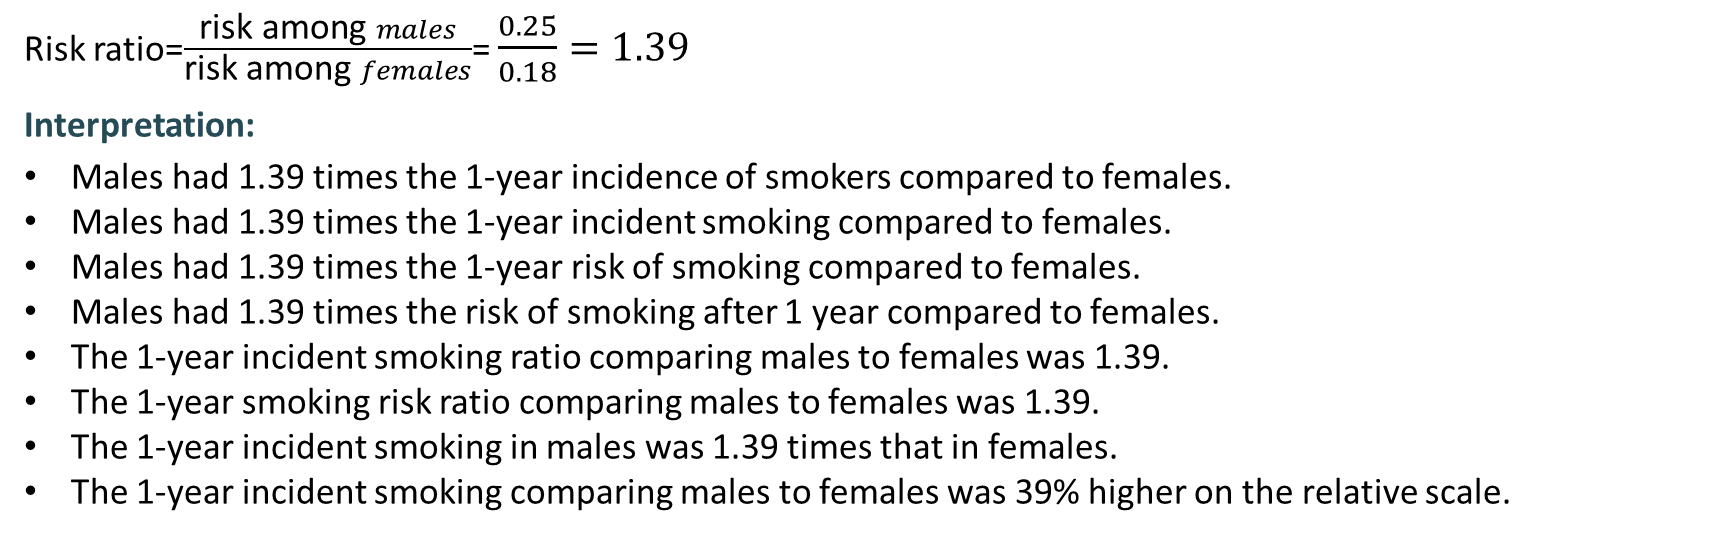 Risk ratio=risk among males/risk among females=0.25/0.18 = 1.39
Interpretation:
• Males had 1.39 times the 1-year incidence of smokers compared to females.
• Males had 1.39 times the 1-year incident smoking compared to females.
• Males had 1.39 times the 1-year risk of smoking compared to females.
• Males had 1.39 times the risk of smoking after 1 year compared to females.
• The 1-year incident smoking ratio comparing males to females was 1.39.
• The 1-year smoking risk ratio comparing males to females was 1.39.
• The 1-year incident smoking in males was 1.39 times that in females.
• The 1-year incident smoking comparing males to females was 39% higher on the relative scale.